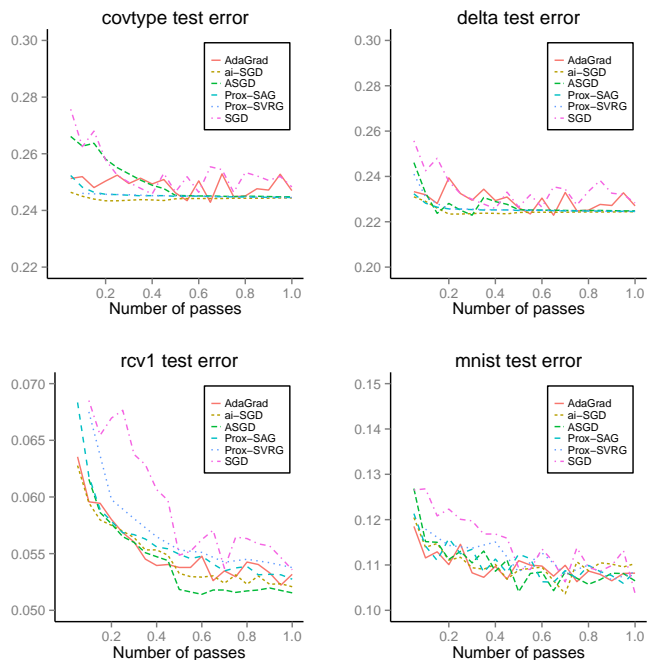 covtype test error
0.30
0.28
0.26
0.24
0.22
AdaGrad
ai−SGD
ASGD
Prox−SAG
Prox−SVRG
SGD
0.2 0.4 0.6 0.8 1.0
Number of passes
delta test error
0.30
0.28
0.26
0.24
0.22
0.20
AdaGrad
ai−SGD
ASGD
Prox−SAG
Prox−SVRG
SGD
0.2 0.4 0.6 0.8 1.0
Number of passes
rcv1 test error
0.070
0.065
0.060
0.055
0.050
AdaGrad
ai−SGD
ASGD
Prox−SAG
Prox−SVRG
SGD
0.2 0.4 0.6 0.8 1.0
Number of passes
mnist test error
0.15
0.14
0.13
0.12
0.11
0.10
AdaGrad
ai−SGD
ASGD
Prox−SAG
Prox−SVRG
SGD
0.2 0.4 0.6 0.8 1.0
Number of passes